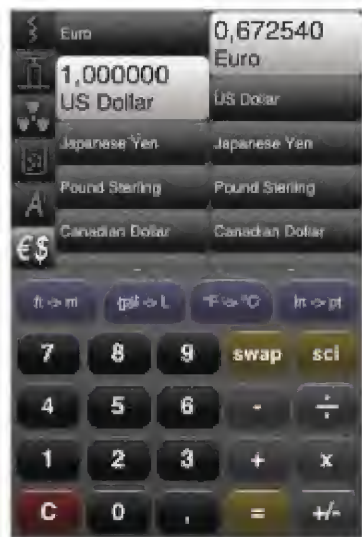 Euro
0,672540
Euro
1,000000
US Dollar
US Dollar
Japanese Yen
Japanese Yen
Pound Sterling
Pound Sterling
Canadian Dollar
Canadian Dollar
A
€$
ft <> m
gal <> L
°F <> °C
in <> pt
7 8 9 swap sci
4 5 6 - ÷
1 2 3 + x
C 0 , = +/-